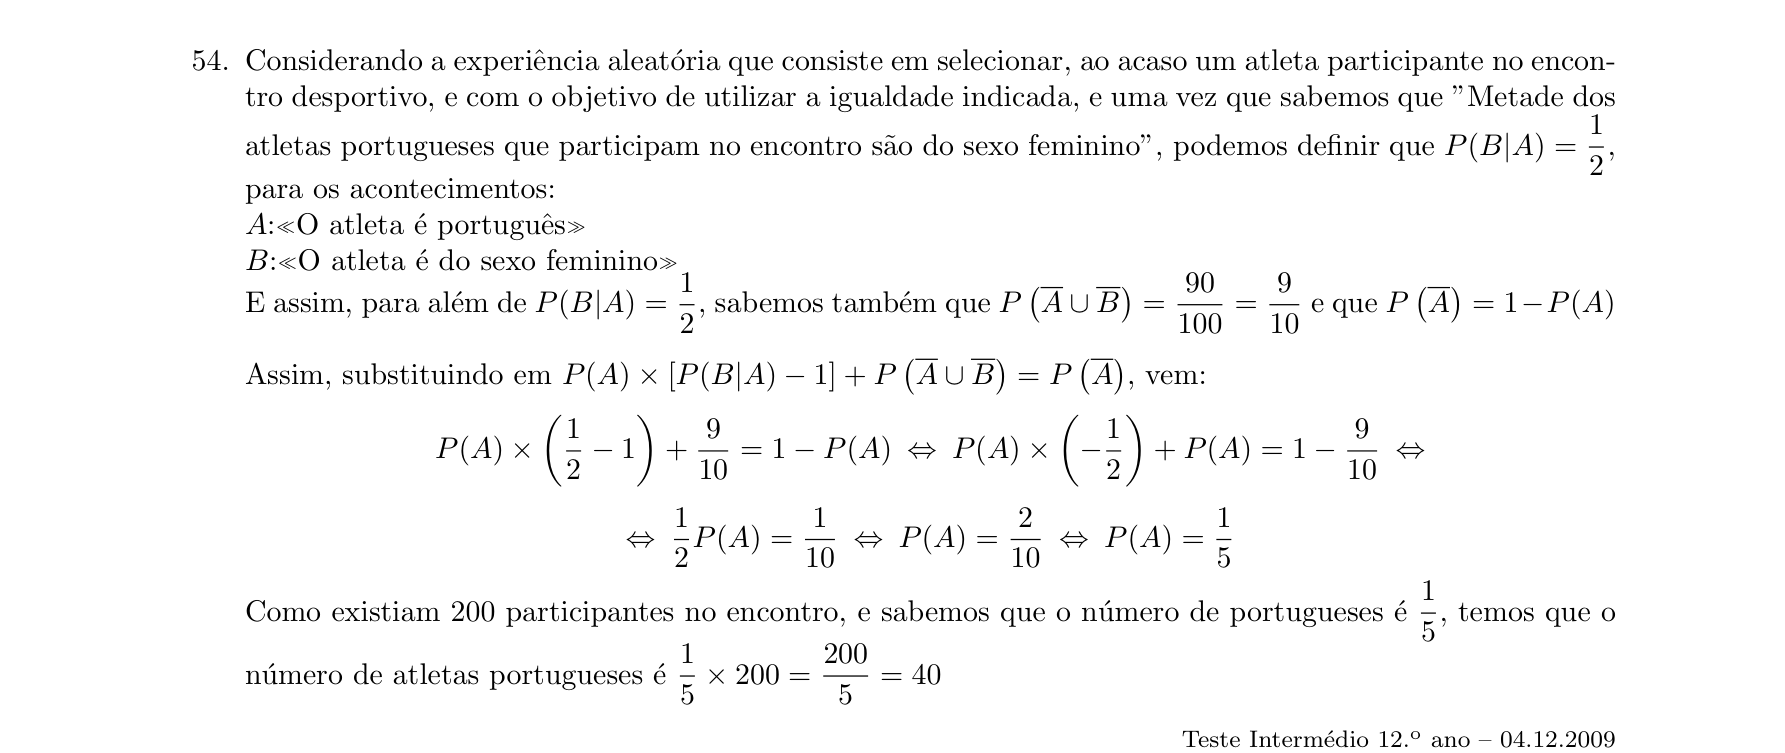 54. Considerando a experiência aleatória que consiste em selecionar, ao acaso um atleta participante no encon-
tro desportivo, e com o objetivo de utilizar a igualdade indicada, e uma vez que sabemos que ”Metade dos
atletas portugueses que participam no encontro são do sexo feminino”, podemos definir que $P(B|A) = \frac{1}{2}$,
para os acontecimentos:
$A$:≪O atleta é português≫
$B$:≪O atleta é do sexo feminino≫
E assim, para além de $P(B|A) = \frac{1}{2}$, sabemos também que $P\left(\overline{A} \cup \overline{B}\right) = \frac{90}{100} = \frac{9}{10}$ e que $P\left(\overline{A}\right) = 1 - P(A)$
Assim, substituindo em $P(A) \times [P(B|A) - 1] + P\left(\overline{A} \cup \overline{B}\right) = P\left(\overline{A}\right)$, vem:
$P(A) \times \left(\frac{1}{2} - 1\right) + \frac{9}{10} = 1 - P(A) \Leftrightarrow P(A) \times \left(-\frac{1}{2}\right) + P(A) = 1 - \frac{9}{10} \Leftrightarrow$
$\Leftrightarrow \frac{1}{2}P(A) = \frac{1}{10} \Leftrightarrow P(A) = \frac{2}{10} \Leftrightarrow P(A) = \frac{1}{5}$
Como existiam 200 participantes no encontro, e sabemos que o número de portugueses é $\frac{1}{5}$, temos que o
número de atletas portugueses é $\frac{1}{5} \times 200 = \frac{200}{5} = 40$
Teste Intermédio 12.º ano – 04.12.2009